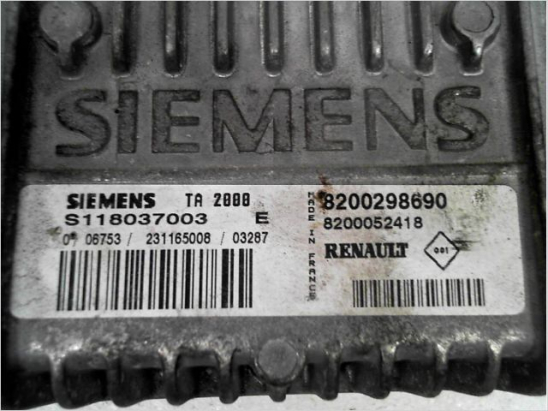 SIEMENS
SIEMENS TA 2000
S118037003 E
0 06753 / 231165008 / 03287
MADE IN FRANCE
8200298690
8200052418
RENAULT 001